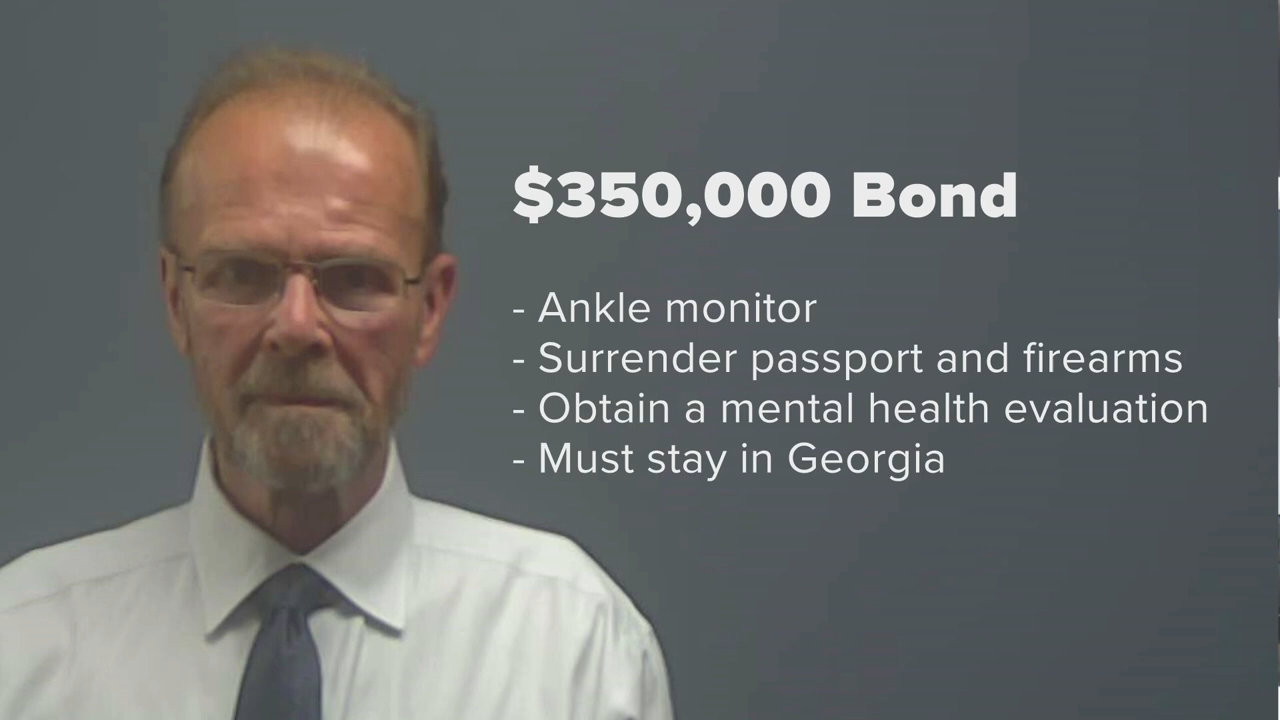 $350,000 Bond
- Ankle monitor
- Surrender passport and firearms
- Obtain a mental health evaluation
- Must stay in Georgia